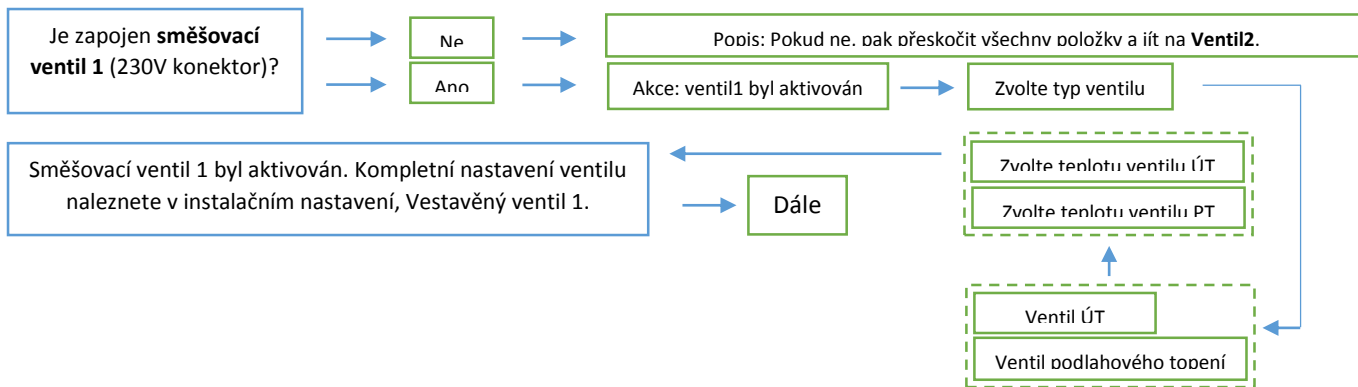 Je zapojen směšovací
ventil 1 (230V konektor)?
Ne
Popis: Pokud ne, pak přeskočit všechny položky a jít na Ventil2.
Ano
Akce: ventil1 byl aktivován
Zvolte typ ventilu
Směšovací ventil 1 byl aktivován. Kompletní nastavení ventilu
naleznete v instalačním nastavení, Vestavěný ventil 1.
Dále
Zvolte teplotu ventilu ÚT
Zvolte teplotu ventilu PT
Ventil ÚT
Ventil podlahového topení